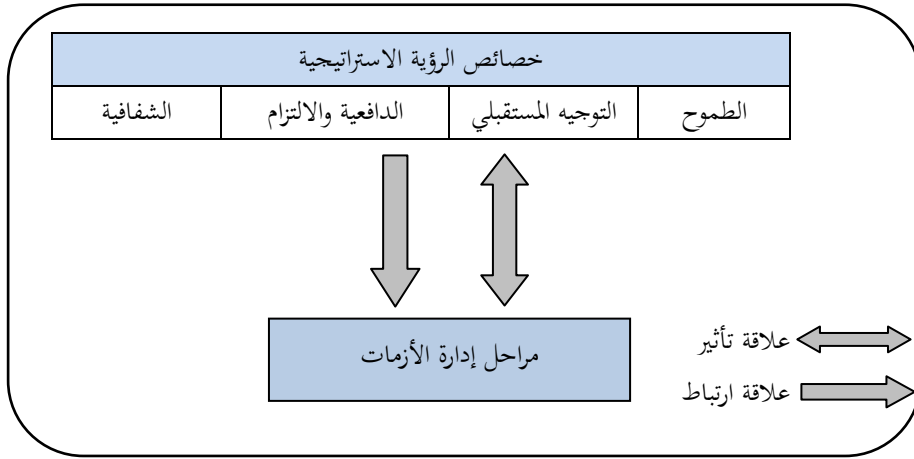 خصائص الرؤية الاستراتيجية
الطموح
التوجيه المستقبلي
الدافعية والالتزام
الشفافية
مراحل إدارة الأزمات
علاقة تأثير
علاقة ارتباط